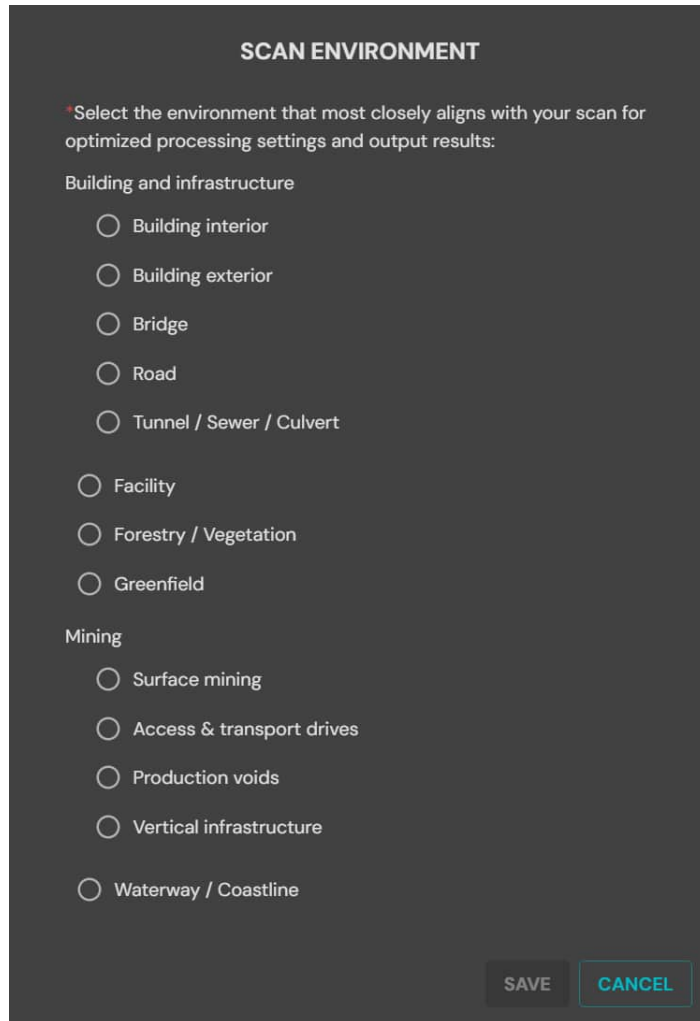 SCAN ENVIRONMENT
*Select the environment that most closely aligns with your scan for
optimized processing settings and output results:
Building and infrastructure
Building interior
Building exterior
Bridge
Road
Tunnel / Sewer / Culvert
Facility
Forestry / Vegetation
Greenfield
Mining
Surface mining
Access & transport drives
Production voids
Vertical infrastructure
Waterway / Coastline
SAVE CANCEL